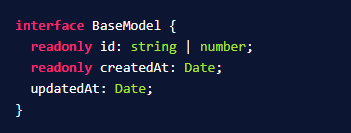 interface BaseModel {
  readonly id: string | number;
  readonly createdAt: Date;
  updatedAt: Date;
}